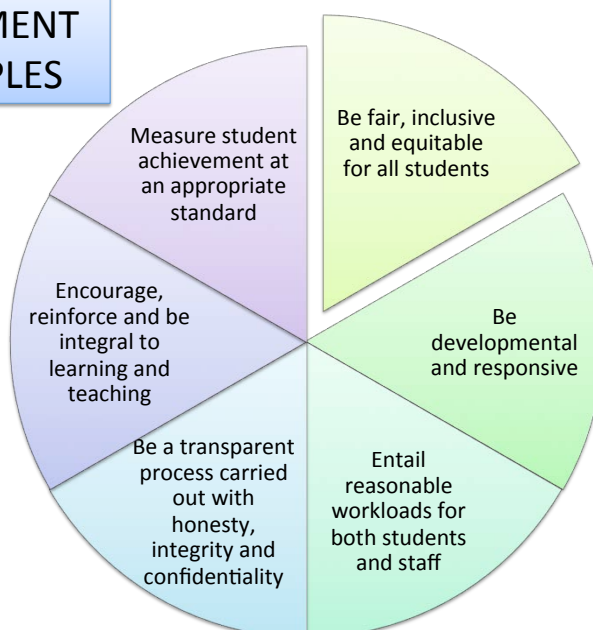 MENT
PLES
Be fair, inclusive
and equitable
for all students
Be
developmental
and responsive
Entail
reasonable
workloads for
both students
and staff
Be a transparent
process carried
out with
honesty,
integrity and
confidentiality
Encourage,
reinforce and be
integral to
learning and
teaching
Measure student
achievement at
an appropriate
standard